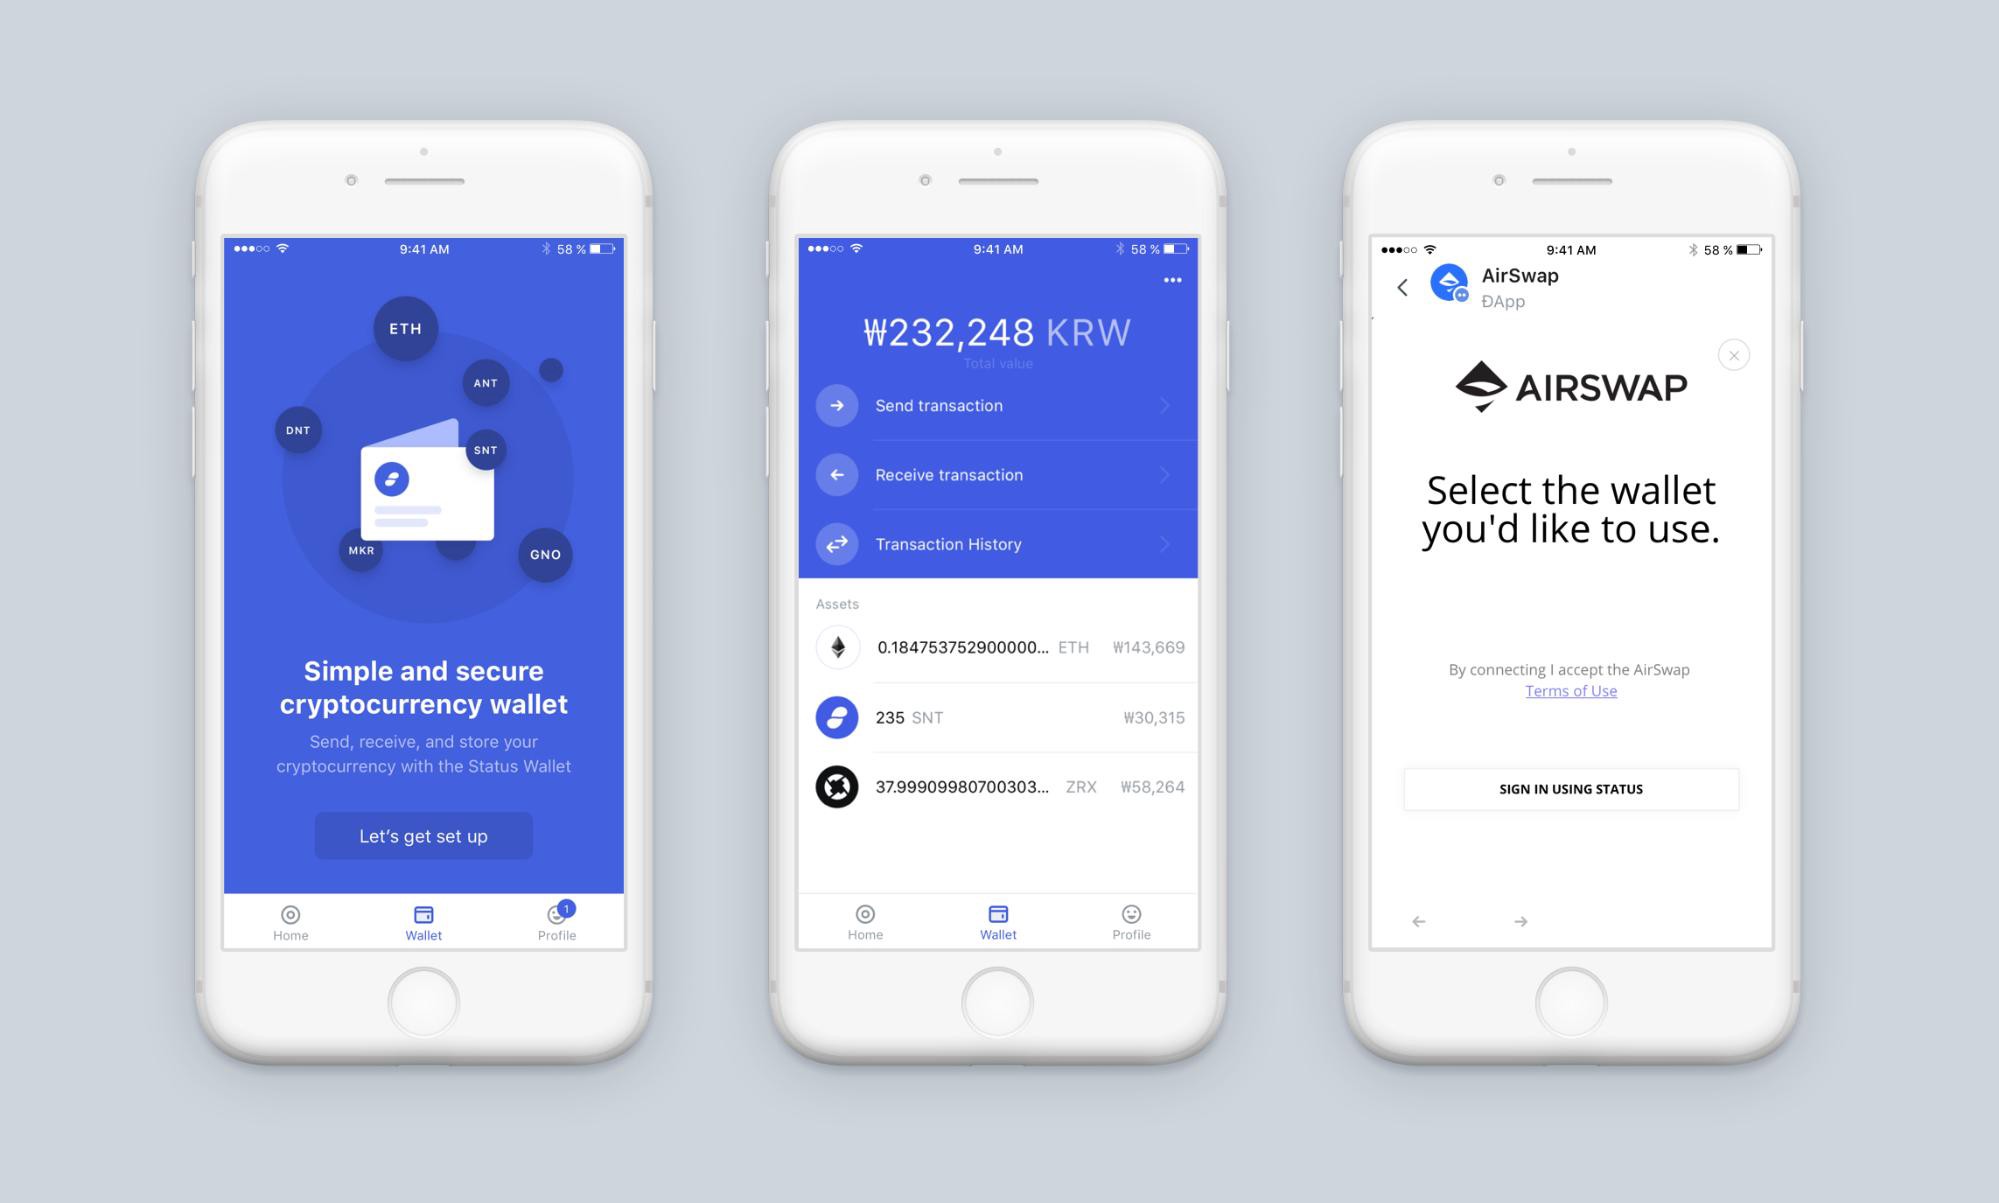 9:41 AM
58 %
ETH
ANT
DNT
SNT
MKR
GNO
Simple and secure
cryptocurrency wallet
Send, receive, and store your
cryptocurrency with the Status Wallet
Let’s get set up
1
Home
Wallet
Profile
9:41 AM
58 %
₩232,248 KRW
Total value
Send transaction
Receive transaction
Transaction History
Assets
0.184753752900000... ETH ₩143,669
235 SNT ₩30,315
37.99909980700303... ZRX ₩58,264
Home
Wallet
Profile
9:41 AM
58 %
AirSwap
ĐApp
AIRSWAP
Select the wallet
you'd like to use.
By connecting I accept the AirSwap
Terms of Use
SIGN IN USING STATUS